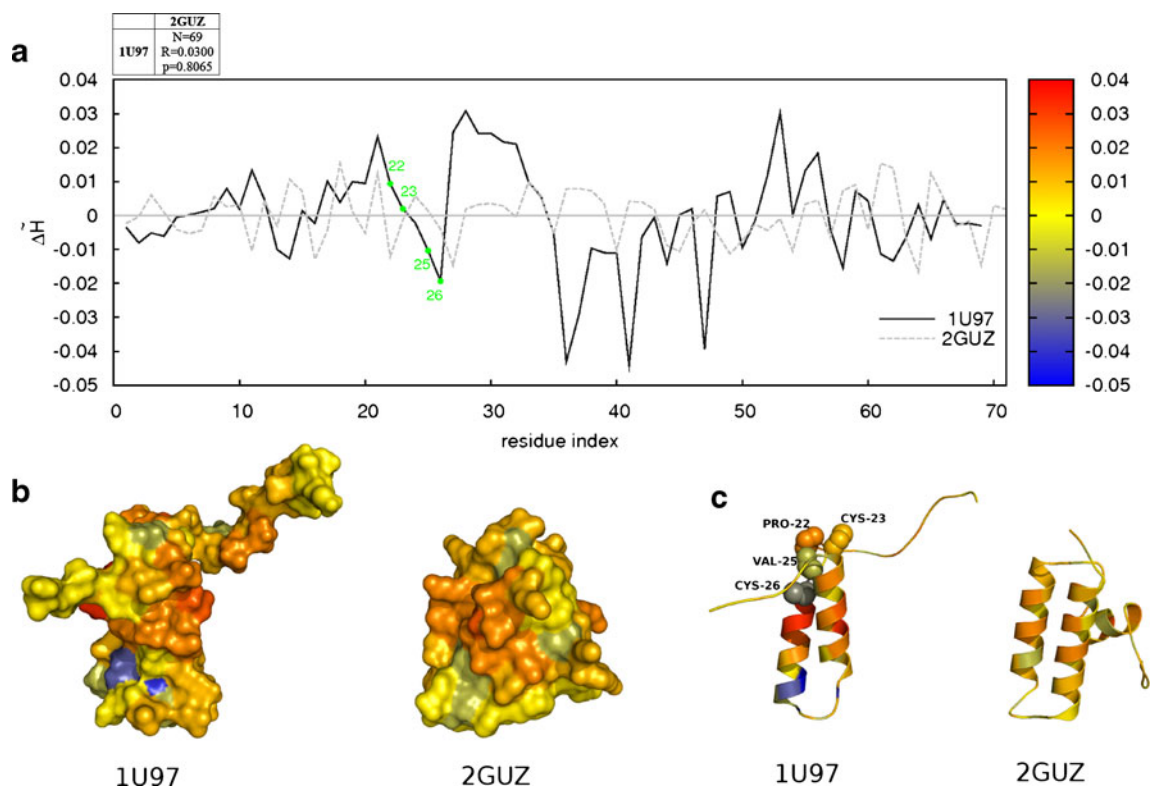 2GUZ
1U97 N=69
R=0.0300
p=0.8065
a
0.04 0.04
0.03 0.03
0.02 0.02
0.01 0.01
0 0
-0.01 -0.01
-0.02 -0.02
-0.03 -0.03
-0.04 -0.04
-0.05 -0.05
ΔH̃
22
23
25
26
1U97
2GUZ
0 10 20 30 40 50 60 70
residue index
b
1U97 2GUZ
c
PRO-22 CYS-23
VAL-25
CYS-26
1U97 2GUZ